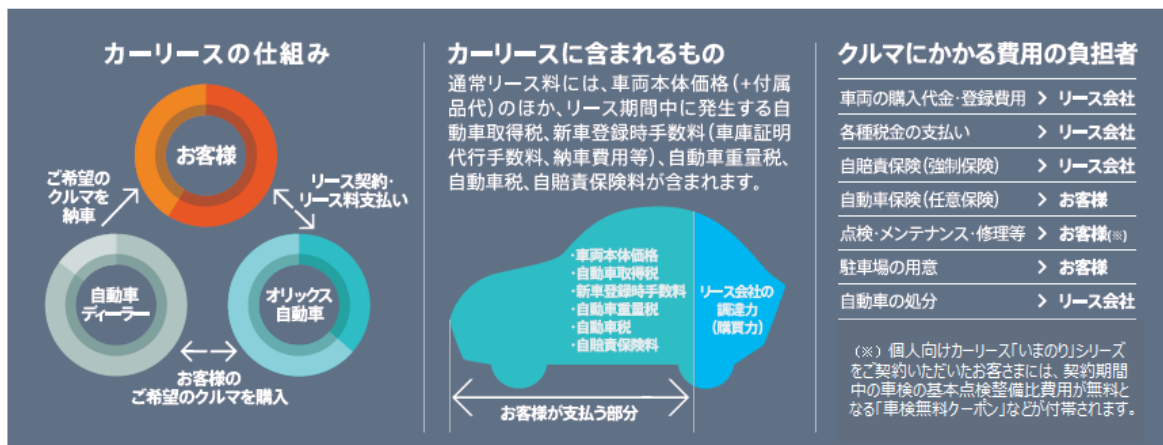 カーリースの仕組み
お客様
ご希望の
クルマを
納車
リース契約・
リース料支払い
自動車
ディーラー
オリックス
自動車
お客様の
ご希望のクルマを購入
カーリースに含まれるもの
通常リース料には、車両本体価格(+付属
品代)のほか、リース期間中に発生する自
動車取得税、新車登録時手数料(車庫証明
代行手数料、納車費用等)、自動車重量税、
自動車税、自賠責保険料が含まれます。
・車両本体価格
・自動車取得税
・新車登録時手数料
・自動車重量税
・自動車税
・自賠責保険料
リース会社の
調達力
(購買力)
お客様が支払う部分
クルマにかかる費用の負担者
車両の購入代金・登録費用 > リース会社
各種税金の支払い > リース会社
自賠責保険(強制保険) > リース会社
自動車保険(任意保険) > お客様
点検・メンテナンス・修理等 > お客様(※)
駐車場の用意 > お客様
自動車の処分 > リース会社
(※) 個人向けカーリース「いまのり」シリーズ
をご契約いただいたお客さまには、契約期間
中の車検の基本点検整備比費用が無料と
なる「車検無料クーポン」などが付帯されます。